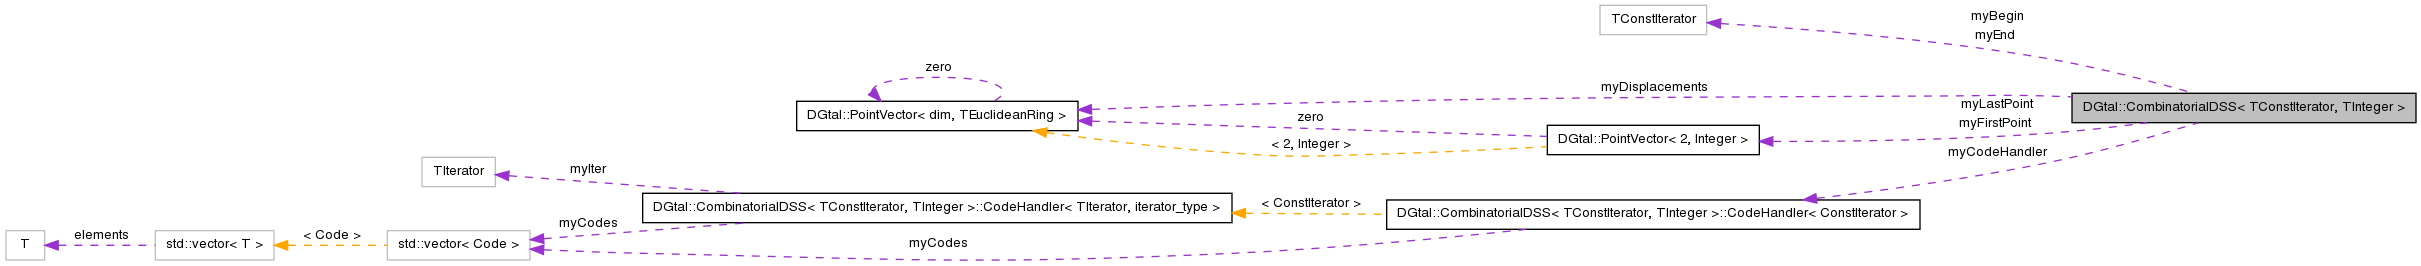 TConstIterator
myBegin
myEnd
zero
myDisplacements
DGtal::CombinatorialDSS< TConstIterator, TInteger >
DGtal::PointVector< dim, TEuclideanRing >
zero
myLastPoint
myFirstPoint
< 2, Integer >
DGtal::PointVector< 2, Integer >
myCodeHandler
TIterator
myIter
DGtal::CombinatorialDSS< TConstIterator, TInteger >::CodeHandler< TIterator, iterator_type >
< ConstIterator >
DGtal::CombinatorialDSS< TConstIterator, TInteger >::CodeHandler< ConstIterator >
myCodes
T
elements
std::vector< T >
< Code >
std::vector< Code >
myCodes